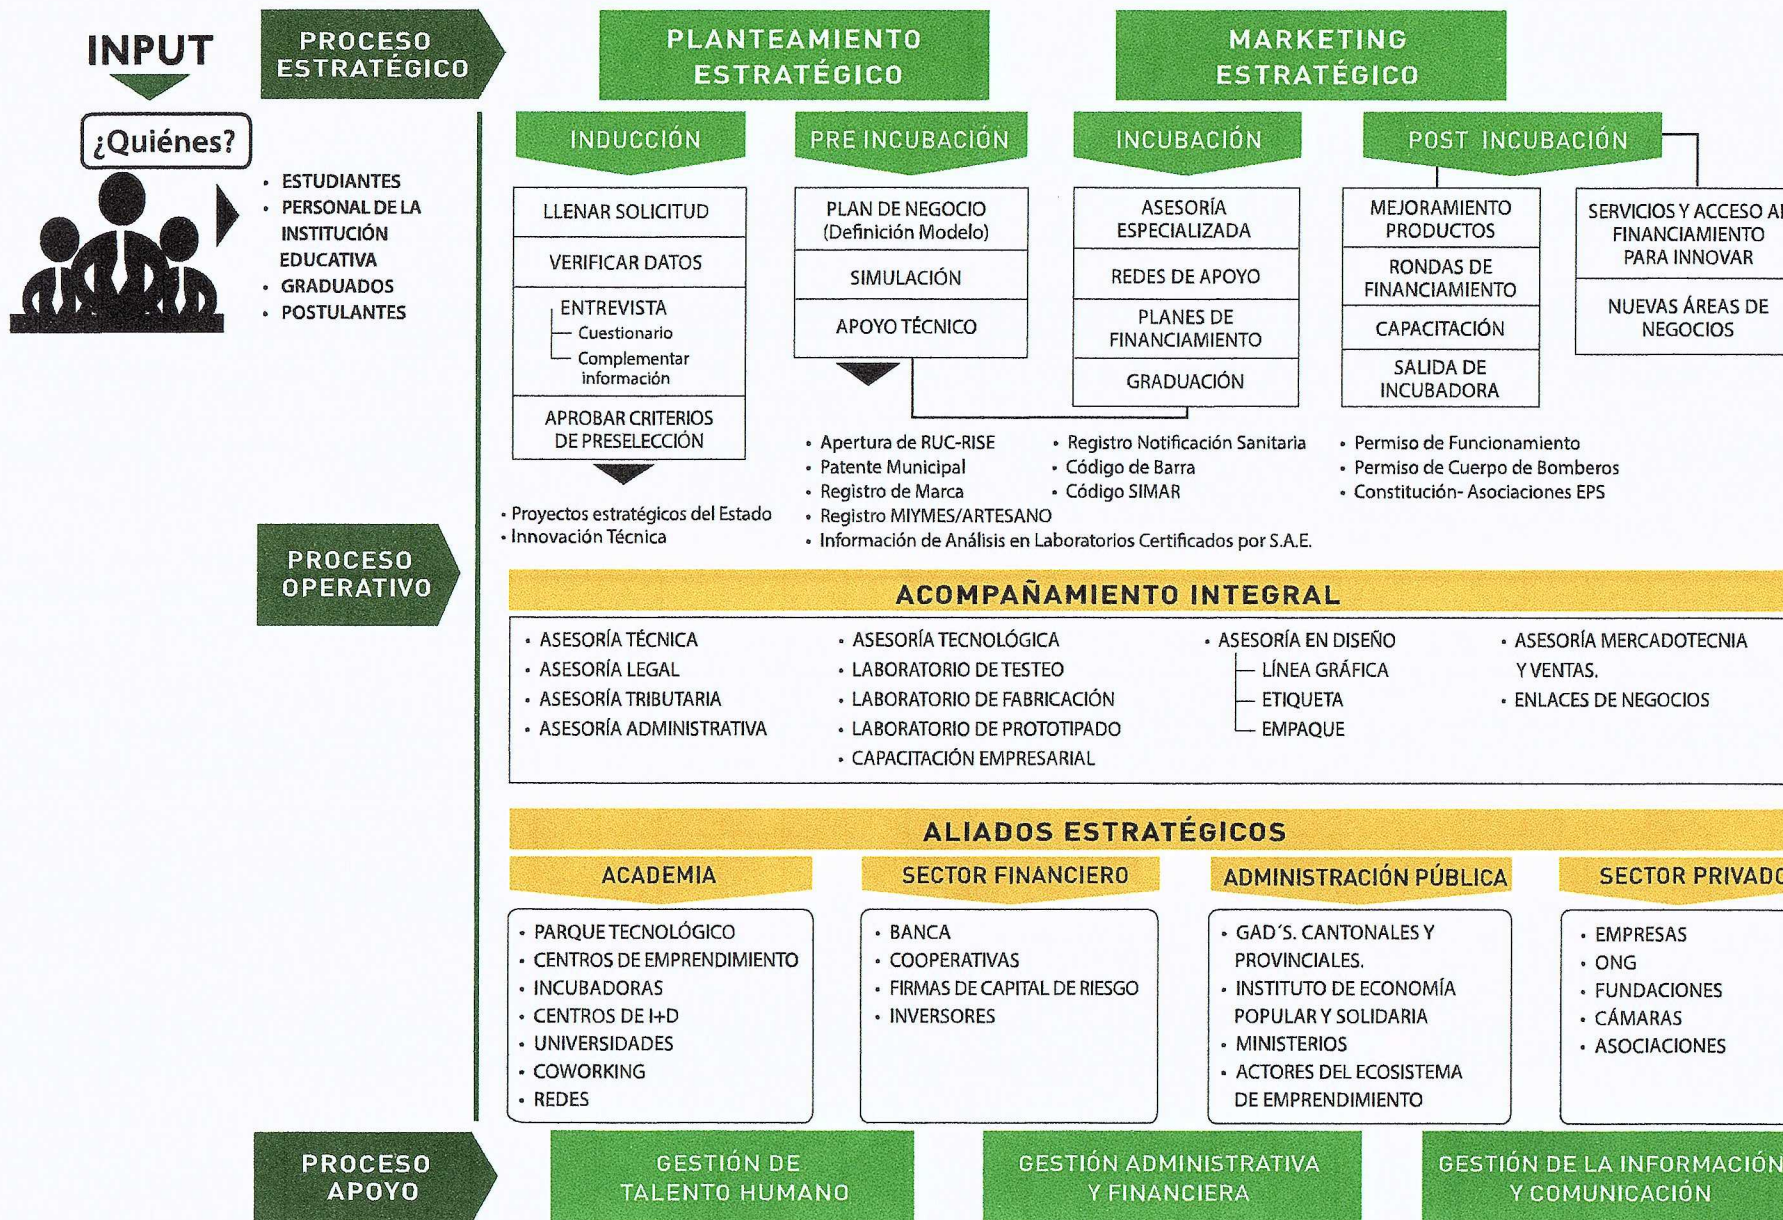 INPUT
¿Quiénes?
• ESTUDIANTES
• PERSONAL DE LA
INSTITUCIÓN
EDUCATIVA
• GRADUADOS
• POSTULANTES
PROCESO
ESTRATÉGICO
PLANTEAMIENTO
ESTRATÉGICO
MARKETING
ESTRATÉGICO
PROCESO
OPERATIVO
INDUCCIÓN
LLENAR SOLICITUD
VERIFICAR DATOS
ENTREVISTA
Cuestionario
Complementar
información
APROBAR CRITERIOS
DE PRESELECCIÓN
• Proyectos estratégicos del Estado
• Innovación Técnica
PRE INCUBACIÓN
PLAN DE NEGOCIO
(Definición Modelo)
SIMULACIÓN
APOYO TÉCNICO
INCUBACIÓN
ASESORÍA
ESPECIALIZADA
REDES DE APOYO
PLANES DE
FINANCIAMIENTO
GRADUACIÓN
POST INCUBACIÓN
MEJORAMIENTO
PRODUCTOS
RONDAS DE
FINANCIAMIENTO
CAPACITACIÓN
SALIDA DE
INCUBADORA
SERVICIOS Y ACCESO AL
FINANCIAMIENTO
PARA INNOVAR
NUEVAS ÁREAS DE
NEGOCIOS
• Apertura de RUC-RISE
• Patente Municipal
• Registro de Marca
• Registro MIYMES/ARTESANO
• Información de Análisis en Laboratorios Certificados por S.A.E.
• Registro Notificación Sanitaria
• Código de Barra
• Código SIMAR
• Permiso de Funcionamiento
• Permiso de Cuerpo de Bomberos
• Constitución- Asociaciones EPS
ACOMPAÑAMIENTO INTEGRAL
• ASESORÍA TÉCNICA
• ASESORÍA LEGAL
• ASESORÍA TRIBUTARIA
• ASESORÍA ADMINISTRATIVA
• ASESORÍA TECNOLÓGICA
• LABORATORIO DE TESTEO
• LABORATORIO DE FABRICACIÓN
• LABORATORIO DE PROTOTIPADO
• CAPACITACIÓN EMPRESARIAL
• ASESORÍA EN DISEÑO
LÍNEA GRÁFICA
ETIQUETA
EMPAQUE
• ASESORÍA MERCADOTECNIA
Y VENTAS.
• ENLACES DE NEGOCIOS
ALIADOS ESTRATÉGICOS
ACADEMIA
• PARQUE TECNOLÓGICO
• CENTROS DE EMPRENDIMIENTO
• INCUBADORAS
• CENTROS DE I+D
• UNIVERSIDADES
• COWORKING
• REDES
SECTOR FINANCIERO
• BANCA
• COOPERATIVAS
• FIRMAS DE CAPITAL DE RIESGO
• INVERSORES
ADMINISTRACIÓN PÚBLICA
• GAD´S. CANTONALES Y
PROVINCIALES.
• INSTITUTO DE ECONOMÍA
POPULAR Y SOLIDARIA
• MINISTERIOS
• ACTORES DEL ECOSISTEMA
DE EMPRENDIMIENTO
SECTOR PRIVADO
• EMPRESAS
• ONG
• FUNDACIONES
• CÁMARAS
• ASOCIACIONES
PROCESO
APOYO
GESTIÓN DE
TALENTO HUMANO
GESTIÓN ADMINISTRATIVA
Y FINANCIERA
GESTIÓN DE LA INFORMACIÓN
Y COMUNICACIÓN